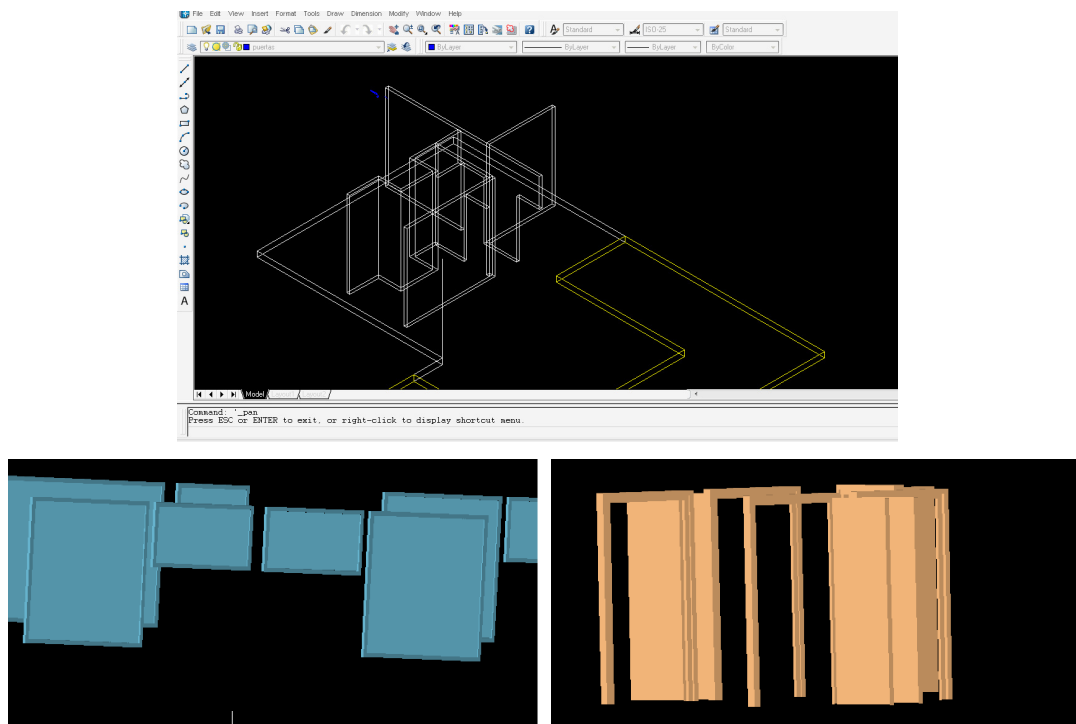 File Edit View Insert Format Tools Draw Dimension Modify Window Help
Standard ISO-25 Standard
puertas ByLayer ByLayer ByLayer ByColor
A
Model
Command: '_pan
Press ESC or ENTER to exit, or right-click to display shortcut menu.